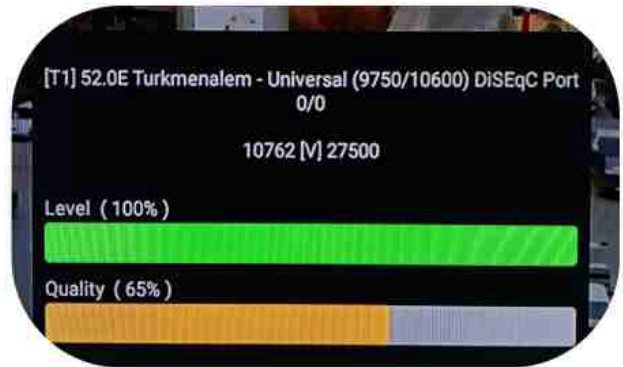 [T1] 52.0E Turkmenalem - Universal (9750/10600) DiSEqC Port
0/0
10762 [V] 27500
Level ( 100% )
Quality ( 65% )